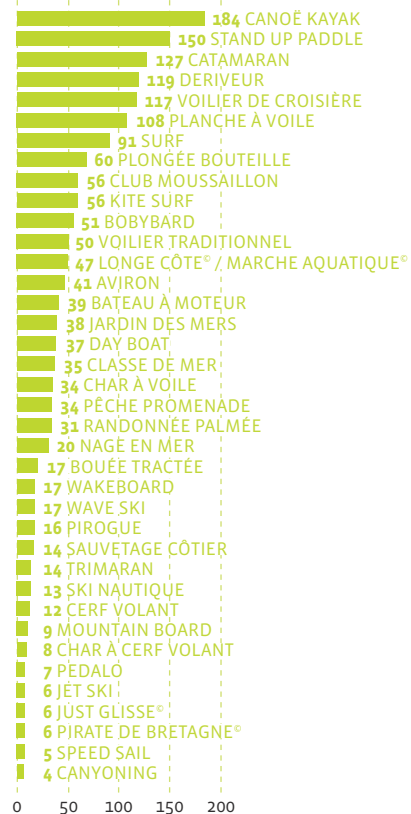 184 CANOË KAYAK
150 STAND UP PADDLE
127 CATAMARAN
119 DERIVEUR
117 VOILIER DE CROISIÈRE
108 PLANCHE À VOILE
91 SURF
60 PLONGÉE BOUTEILLE
56 CLUB MOUSSAILLON
56 KITE SURF
51 BOBYBARD
50 VOILIER TRADITIONNEL
47 LONGE CÔTE© / MARCHE AQUATIQUE©
41 AVIRON
39 BATEAU À MOTEUR
38 JARDIN DES MERS
37 DAY BOAT
35 CLASSE DE MER
34 CHAR À VOILE
34 PÊCHE PROMENADE
31 RANDONNÉE PALMÉE
20 NAGE EN MER
17 BOUÉE TRACTÉE
17 WAKEBOARD
17 WAVE SKI
16 PIROGUE
14 SAUVETAGE CÔTIER
14 TRIMARAN
13 SKI NAUTIQUE
12 CERF VOLANT
9 MOUNTAIN BOARD
8 CHAR À CERF VOLANT
7 PEDALO
6 JET SKI
6 JUST GLISSE©
6 PIRATE DE BRETAGNE©
5 SPEED SAIL
4 CANYONING
0 50 100 150 200